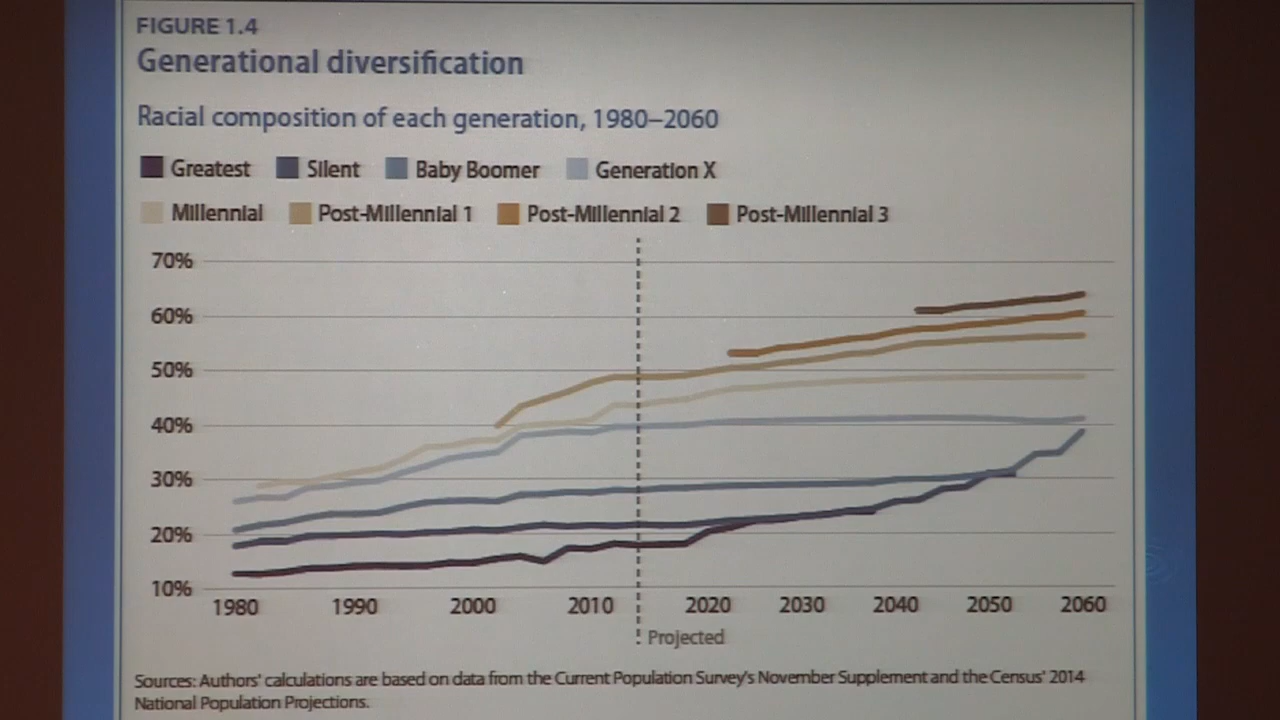 FIGURE 1.4
Generational diversification
Racial composition of each generation, 1980–2060
Greatest Silent Baby Boomer Generation X
Millennial Post-Millennial 1 Post-Millennial 2 Post-Millennial 3
70%
60%
50%
40%
30%
20%
10%
1980 1990 2000 2010 2020 2030 2040 2050 2060
Projected
Sources: Authors' calculations are based on data from the Current Population Survey's November Supplement and the Census' 2014
National Population Projections.